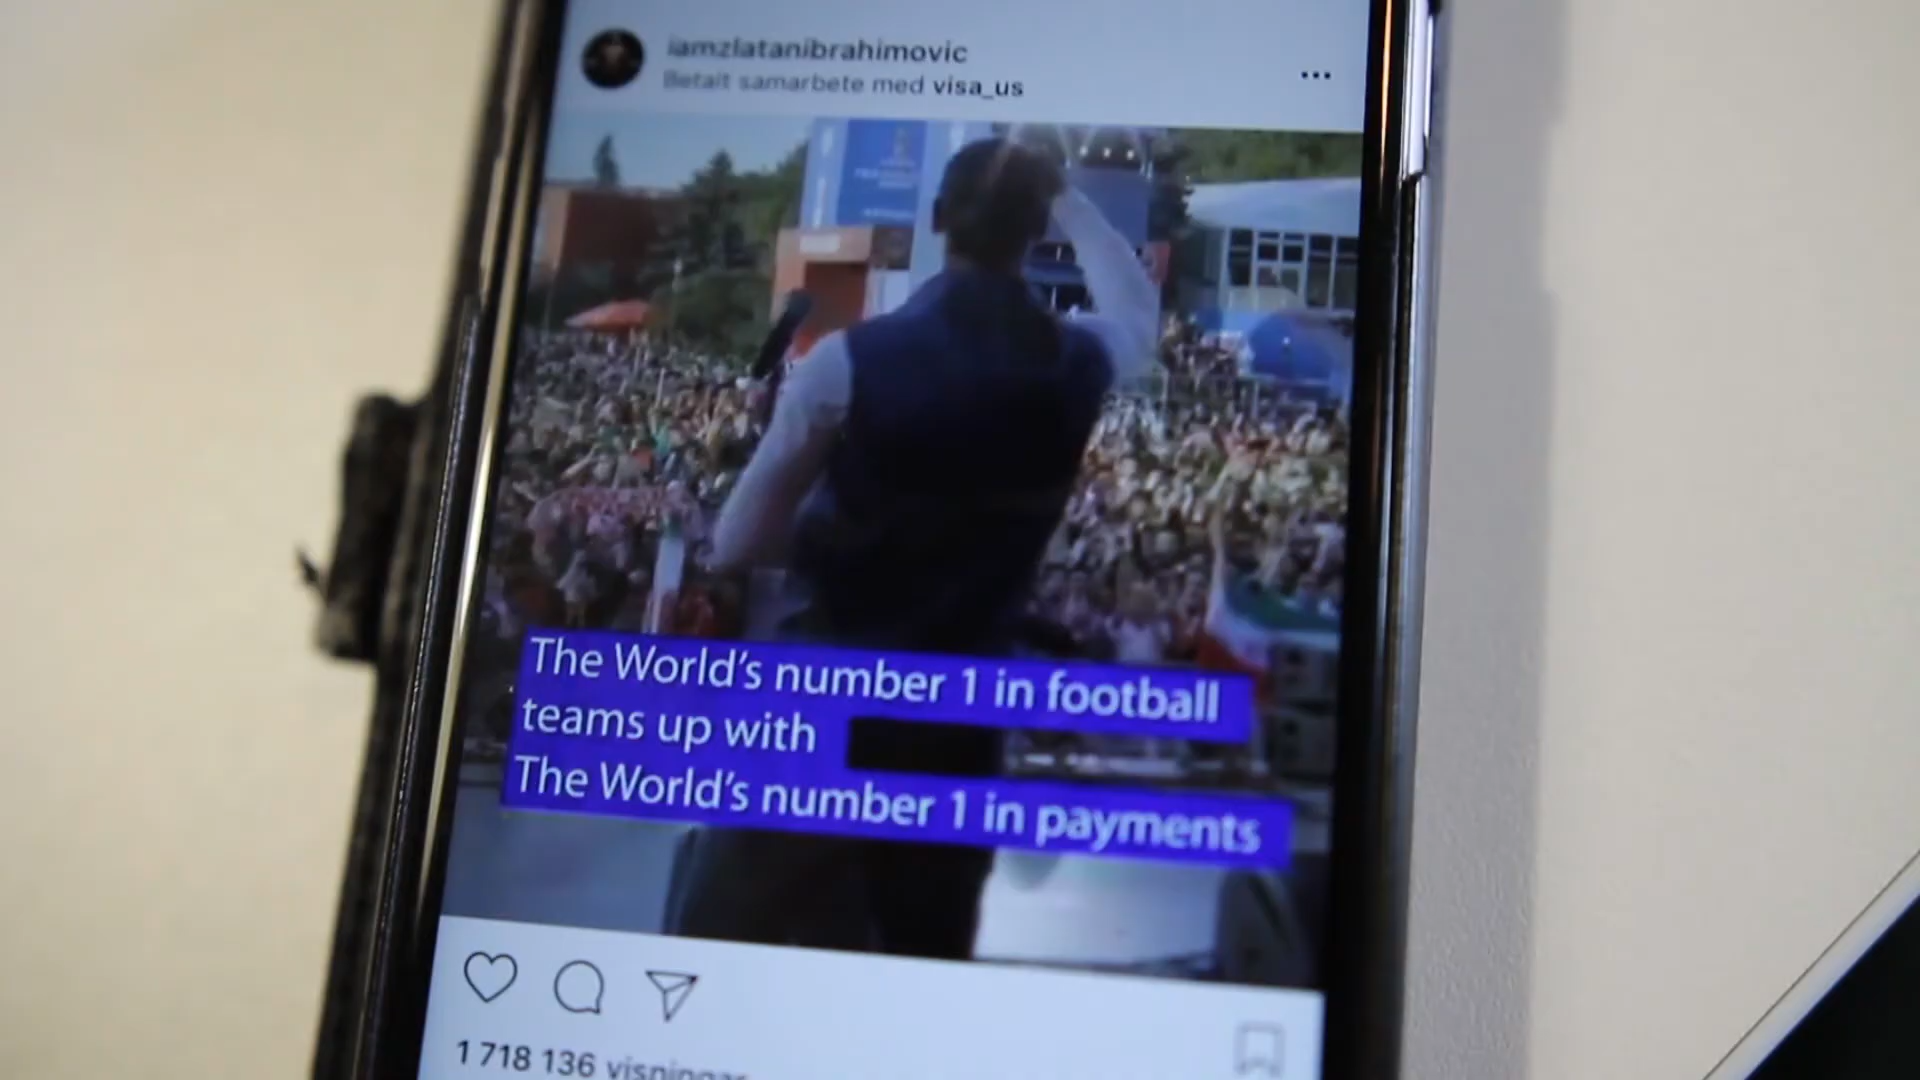 iamzlatanibrahimovic
Betalt samarbete med visa_us
The World's number 1 in football
teams up with
The World's number 1 in payments
1 718 136 visningar